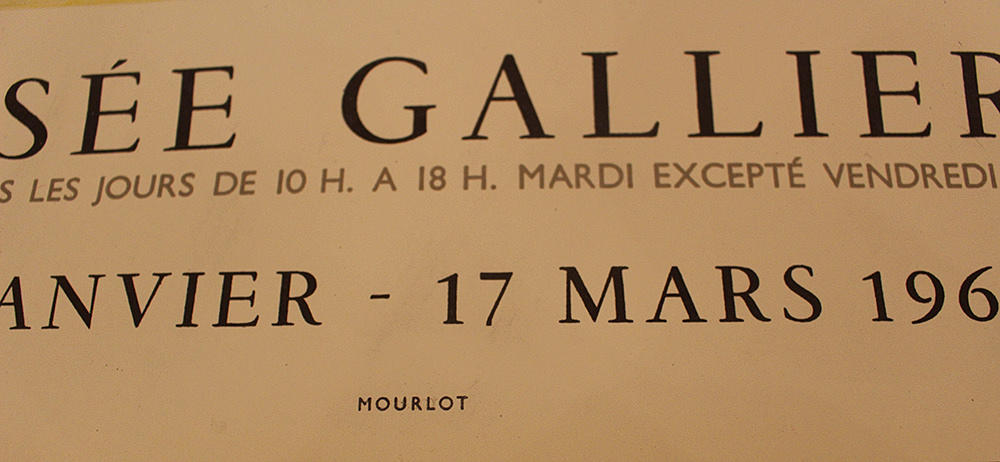 SÉE GALLIER
S LES JOURS DE 10 H. A 18 H. MARDI EXCEPTÉ VENDREDI
ANVIER - 17 MARS 196
MOURLOT